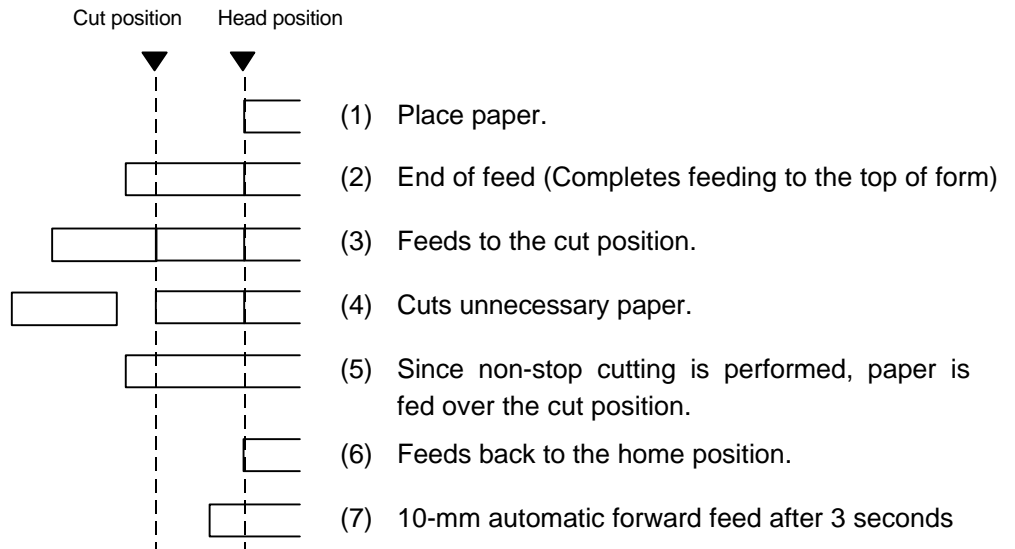 Cut position Head position
(1) Place paper.
(2) End of feed (Completes feeding to the top of form)
(3) Feeds to the cut position.
(4) Cuts unnecessary paper.
(5) Since non-stop cutting is performed, paper is
fed over the cut position.
(6) Feeds back to the home position.
(7) 10-mm automatic forward feed after 3 seconds